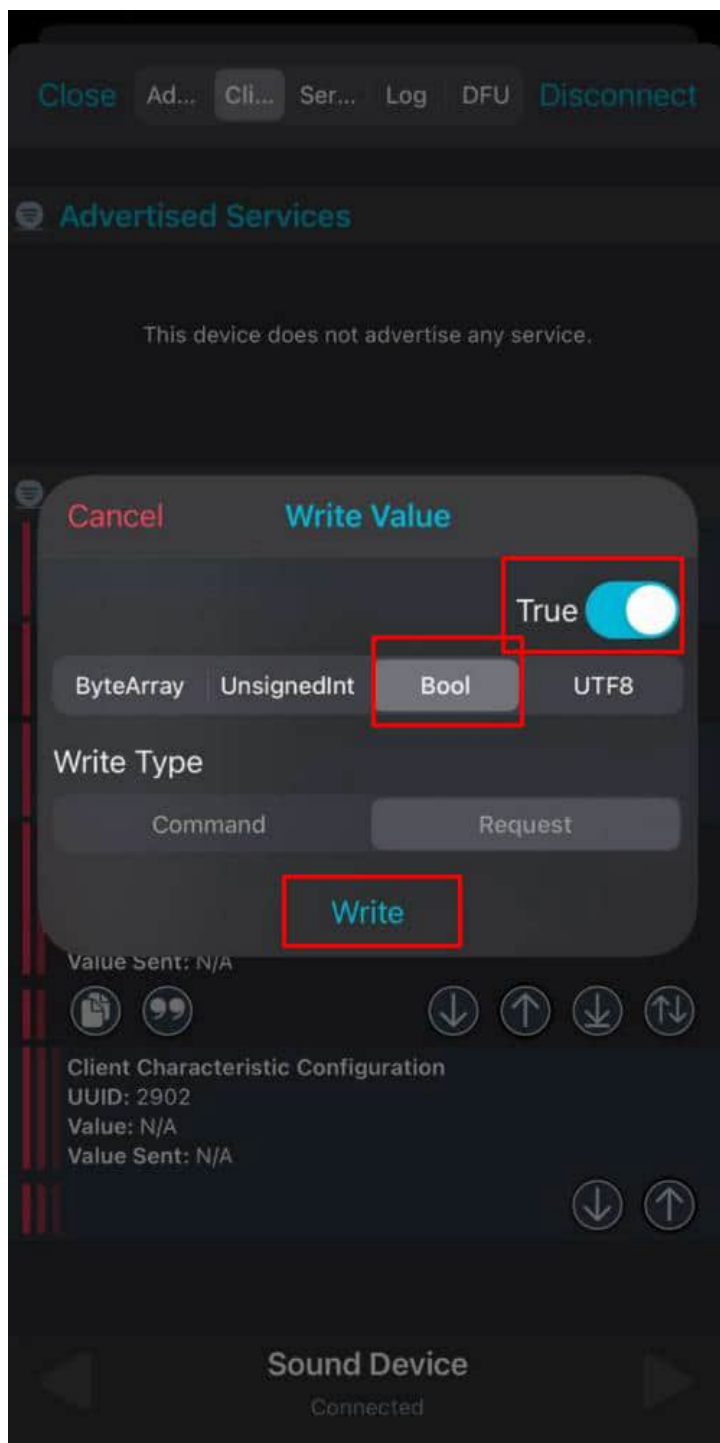 Close Ad... Cli... Ser... Log DFU Disconnect
Advertised Services
This device does not advertise any service.
Cancel Write Value
True
ByteArray UnsignedInt Bool UTF8
Write Type
Command Request
Write
Value Sent: N/A
Client Characteristic Configuration
UUID: 2902
Value: N/A
Value Sent: N/A
Sound Device
Connected